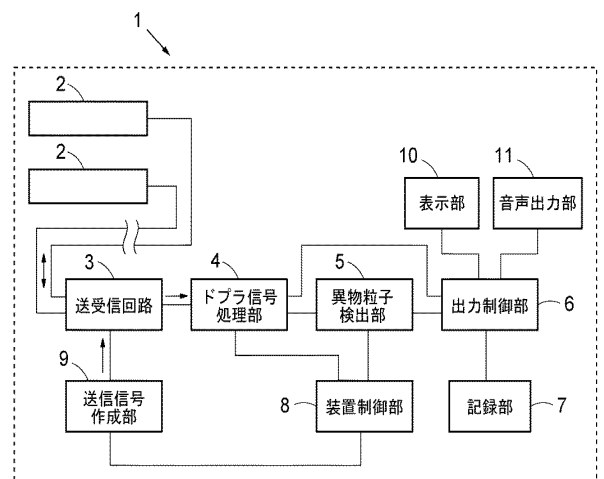 1
2
2
10
11
表示部
音声出力部
3
4
5
送受信回路
ドプラ信号
処理部
異物粒子
検出部
出力制御部
6
9
送信信号
作成部
8
装置制御部
記録部
7